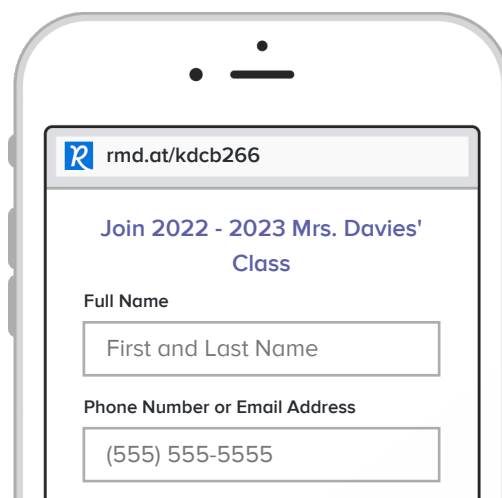 rmd.at/kdcb266
Join 2022 - 2023 Mrs. Davies'
Class
Full Name
First and Last Name
Phone Number or Email Address
(555) 555-5555